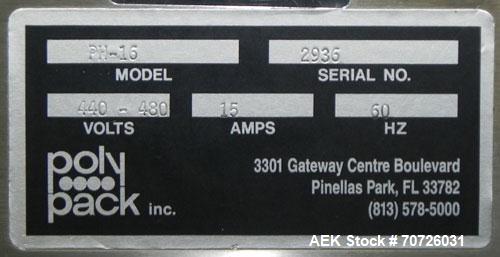 PH-16 2936
MODEL SERIAL NO.
440 - 480 15 60
VOLTS AMPS HZ
poly pack inc.
3301 Gateway Centre Boulevard
Pinellas Park, FL 33782
(813) 578-5000
AEK Stock # 70726031